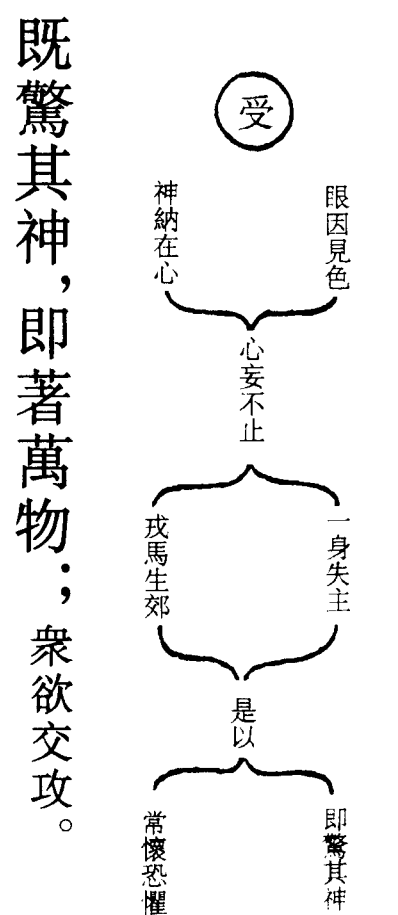 受
眼因見色
神納在心
心妄不止
一身失主
戎馬生郊
是以
即驚其神
常懷恐懼
既驚其神，即著萬物；衆欲交攻。